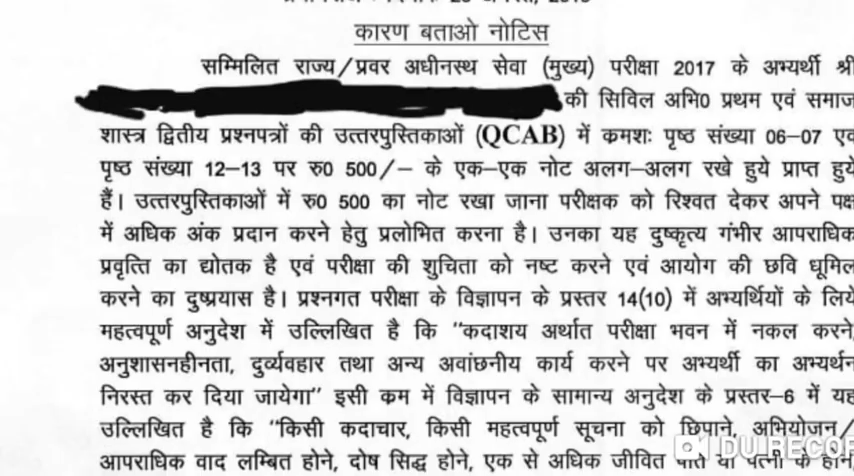 कारण बताओ नोटिस
सम्मिलित राज्य/प्रवर अधीनस्थ सेवा (मुख्य) परीक्षा 2017 के अभ्यर्थी श्री
की सिविल अभि0 प्रथम एवं समाज
शास्त्र द्वितीय प्रश्नपत्रों की उत्तरपुस्तिकाओं (QCAB) में क्रमशः पृष्ठ संख्या 06–07 एवं
पृष्ठ संख्या 12–13 पर रु0 500/– के एक–एक नोट अलग–अलग रखे हुये प्राप्त हुये
हैं। उत्तरपुस्तिकाओं में रु0 500 का नोट रखा जाना परीक्षक को रिश्वत देकर अपने पक्ष
में अधिक अंक प्रदान करने हेतु प्रलोभित करना है। उनका यह दुष्कृत्य गंभीर आपराधिक
प्रवृत्ति का द्योतक है एवं परीक्षा की शुचिता को नष्ट करने एवं आयोग की छवि धूमिल
करने का दुष्प्रयास है। प्रश्नगत परीक्षा के विज्ञापन के प्रस्तर 14(10) में अभ्यर्थियों के लिये
महत्वपूर्ण अनुदेश में उल्लिखित है कि “कदाशय अर्थात परीक्षा भवन में नकल करने,
अनुशासनहीनता, दुर्व्यवहार तथा अन्य अवांछनीय कार्य करने पर अभ्यर्थी का अभ्यर्थन
निरस्त कर दिया जायेगा” इसी क्रम में विज्ञापन के सामान्य अनुदेश के प्रस्तर–6 में यह
उल्लिखित है कि “किसी कदाचार, किसी महत्वपूर्ण सूचना को छिपाने, अभियोजन/
आपराधिक वाद लम्बित होने, दोष सिद्ध होने, एक से अधिक जीवित पति या पत्नी के होने
DU RECOR